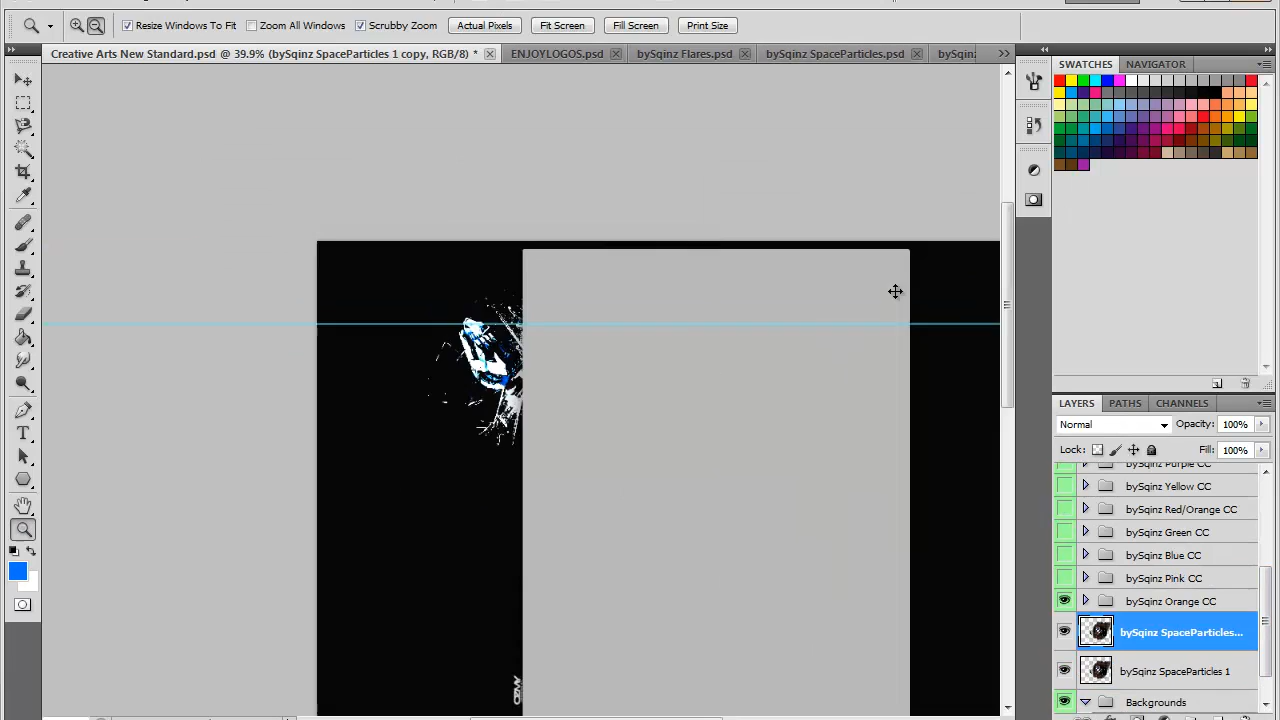 Resize Windows To Fit Zoom All Windows Scrubby Zoom Actual Pixels Fit Screen Fill Screen Print Size
Creative Arts New Standard.psd @ 39.9% (bySqinz SpaceParticles 1 copy, RGB/8) * ENJOYLOGOS.psd bySqinz Flares.psd bySqinz SpaceParticles.psd bySqinz
SWATCHES NAVIGATOR
LAYERS PATHS CHANNELS
Normal Opacity: 100%
Lock: Fill: 100%
bySqinz Purple CC
bySqinz Yellow CC
bySqinz Red/Orange CC
bySqinz Green CC
bySqinz Blue CC
bySqinz Pink CC
bySqinz Orange CC
bySqinz SpaceParticles...
bySqinz SpaceParticles 1
Backgrounds